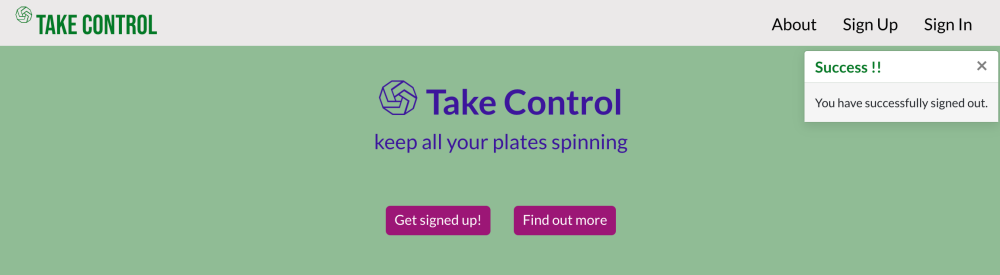 TAKE CONTROL
About Sign Up Sign In
Success !! ×
You have successfully signed out.
Take Control
keep all your plates spinning
Get signed up! Find out more